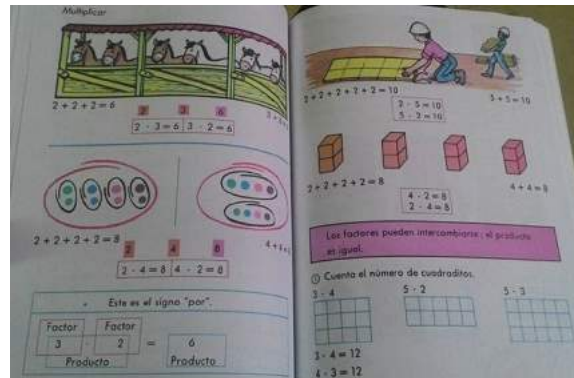 Multiplicar
2 + 2 + 2 = 6
2 3 6
2 · 3 = 6 3 · 2 = 6
2 + 2 + 2 + 2 = 8
2 4 8
2 · 4 = 8 4 · 2 = 8
Este es el signo "por".
Factor Factor
3 · 2 = 6
Producto Producto
2 + 2 + 2 + 2 + 2 = 10
5 + 5 = 10
2 · 5 = 10
5 · 2 = 10
2 + 2 + 2 + 2 = 8
4 + 4 = 8
4 · 2 = 8
2 · 4 = 8
Los factores pueden intercambiarse; el producto
es igual.
① Cuenta el número de cuadraditos.
3 · 4 5 · 2 5 · 3
3 · 4 = 12
4 · 3 = 12